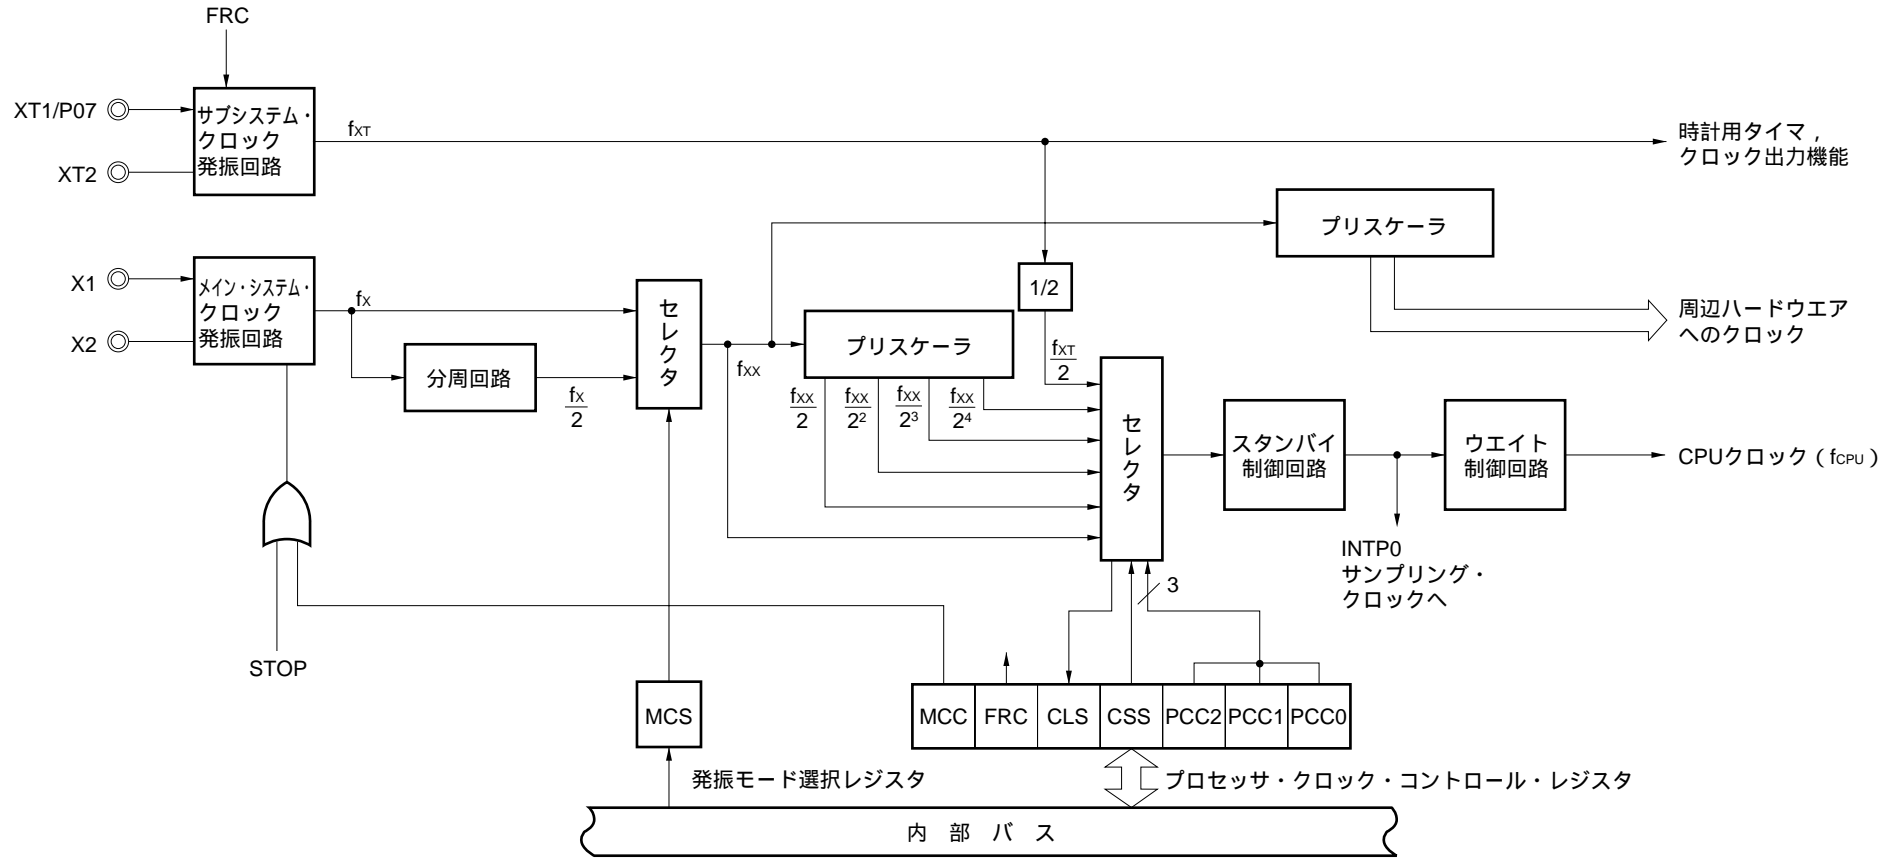 FRC
XT1/P07
XT2
サブシステム・
クロック
発振回路
fXT
時計用タイマ，
クロック出力機能
プリスケーラ
X1
X2
メイン・システム・
クロック
発振回路
fX
分周回路
fX/2
セレクタ
fXX
プリスケーラ
1/2
fXT/2
fXX/2
fXX/2²
fXX/2³
fXX/2⁴
周辺ハードウエア
へのクロック
セレクタ
スタンバイ
制御回路
ウエイト
制御回路
CPUクロック（fCPU）
INTP0
サンプリング・
クロックへ
3
STOP
MCS
MCC
FRC
CLS
CSS
PCC2
PCC1
PCC0
発振モード選択レジスタ
プロセッサ・クロック・コントロール・レジスタ
内 部 バ ス